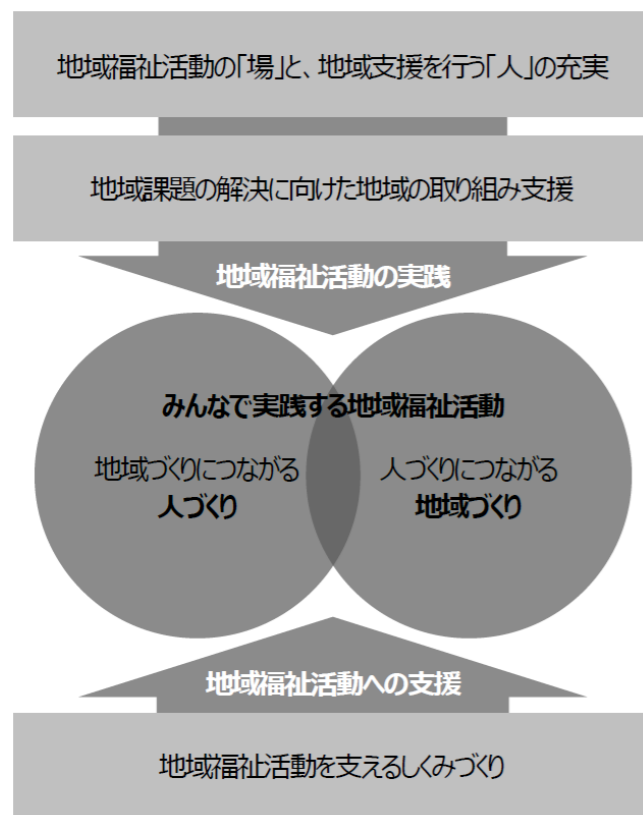 地域福祉活動の「場」と、地域支援を行う「人」の充実
地域課題の解決に向けた地域の取り組み支援
地域福祉活動の実践
みんなで実践する地域福祉活動
地域づくりにつながる
人づくり
人づくりにつながる
地域づくり
地域福祉活動への支援
地域福祉活動を支えるしくみづくり